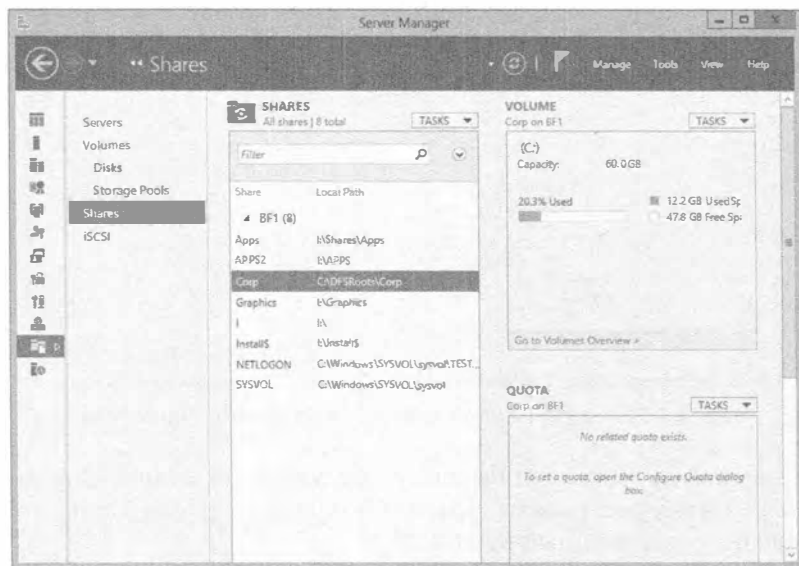 Server Manager
Shares
Manage Tools View Help
Servers
Volumes
Disks
Storage Pools
Shares
iSCSI
SHARES
All shares | 8 total
TASKS
Filter
Share Local Path
BF1 (8)
Apps I:\Shares\Apps
APPS2 I:\APPS
Corp C:\DFSRoots\Corp
Graphics I:\Graphics
I I:\
Install$ I:\Install$
NETLOGON C:\Windows\SYSVOL\sysvol\TEST...
SYSVOL C:\Windows\SYSVOL\sysvol
VOLUME
Corp on BF1
TASKS
(C:)
Capacity: 60.0 GB
20.3% Used
12.2 GB Used Sp
47.8 GB Free Spa
Go to Volumes Overview >
QUOTA
Corp on BF1
TASKS
No related quota exists.
To set a quota, open the Configure Quota dialog
box.